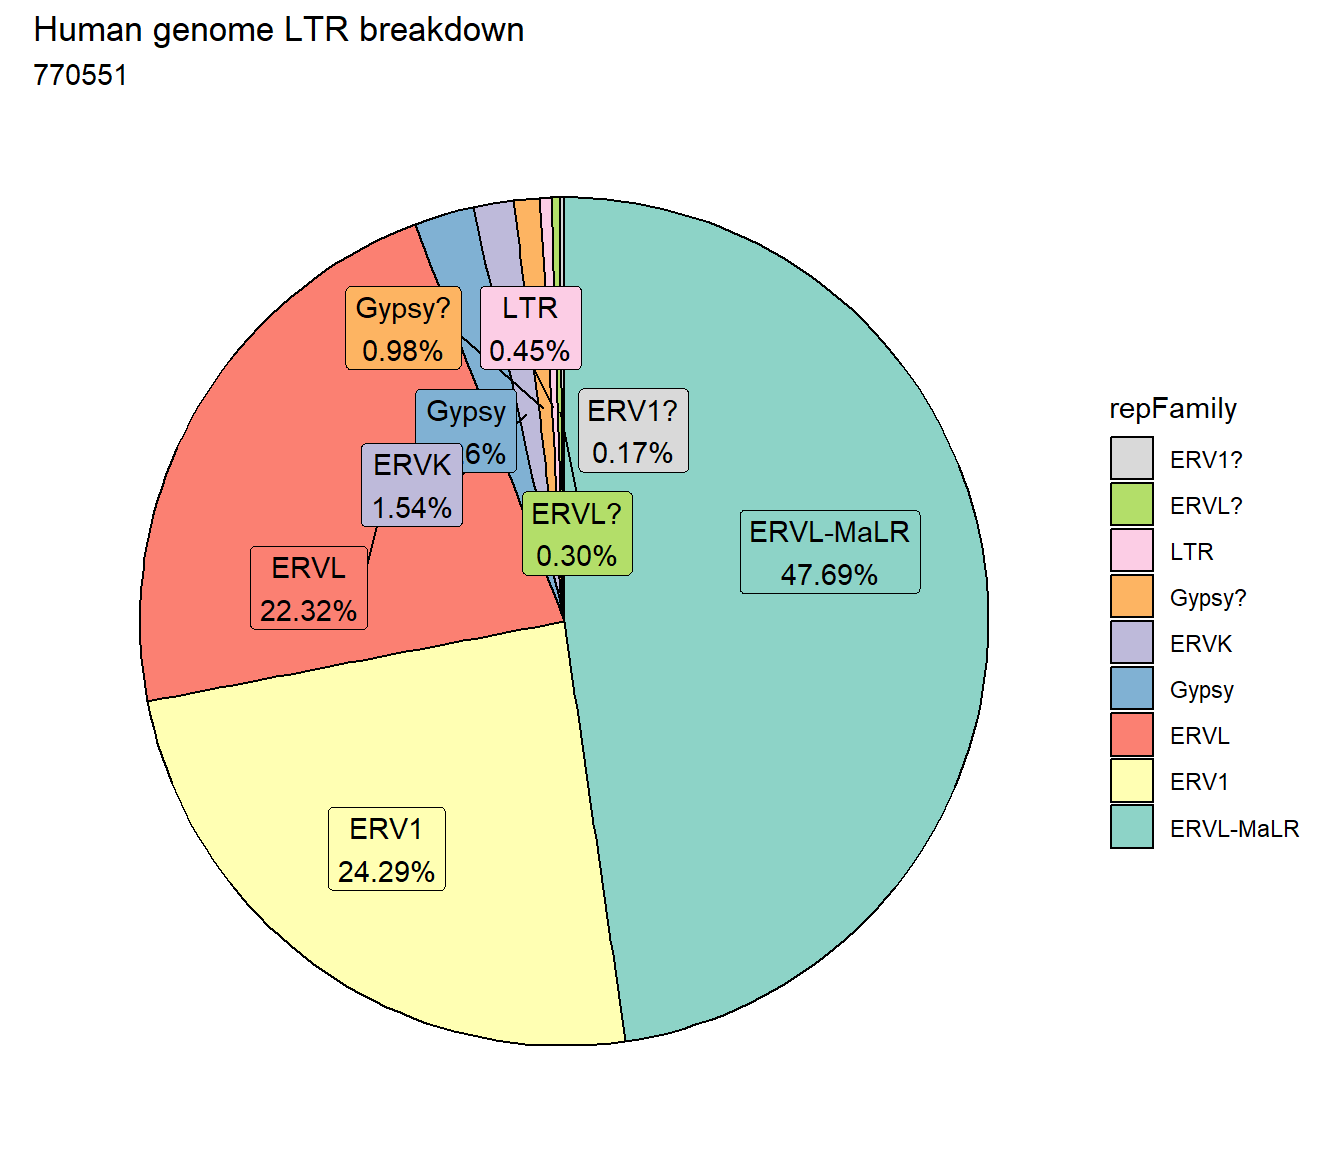 Human genome LTR breakdown
770551
Gypsy?
0.98%
LTR
0.45%
Gypsy
6%
ERV1?
0.17%
ERVK
1.54%
ERVL?
0.30%
ERVL-MaLR
47.69%
ERVL
22.32%
ERV1
24.29%
repFamily
ERV1?
ERVL?
LTR
Gypsy?
ERVK
Gypsy
ERVL
ERV1
ERVL-MaLR